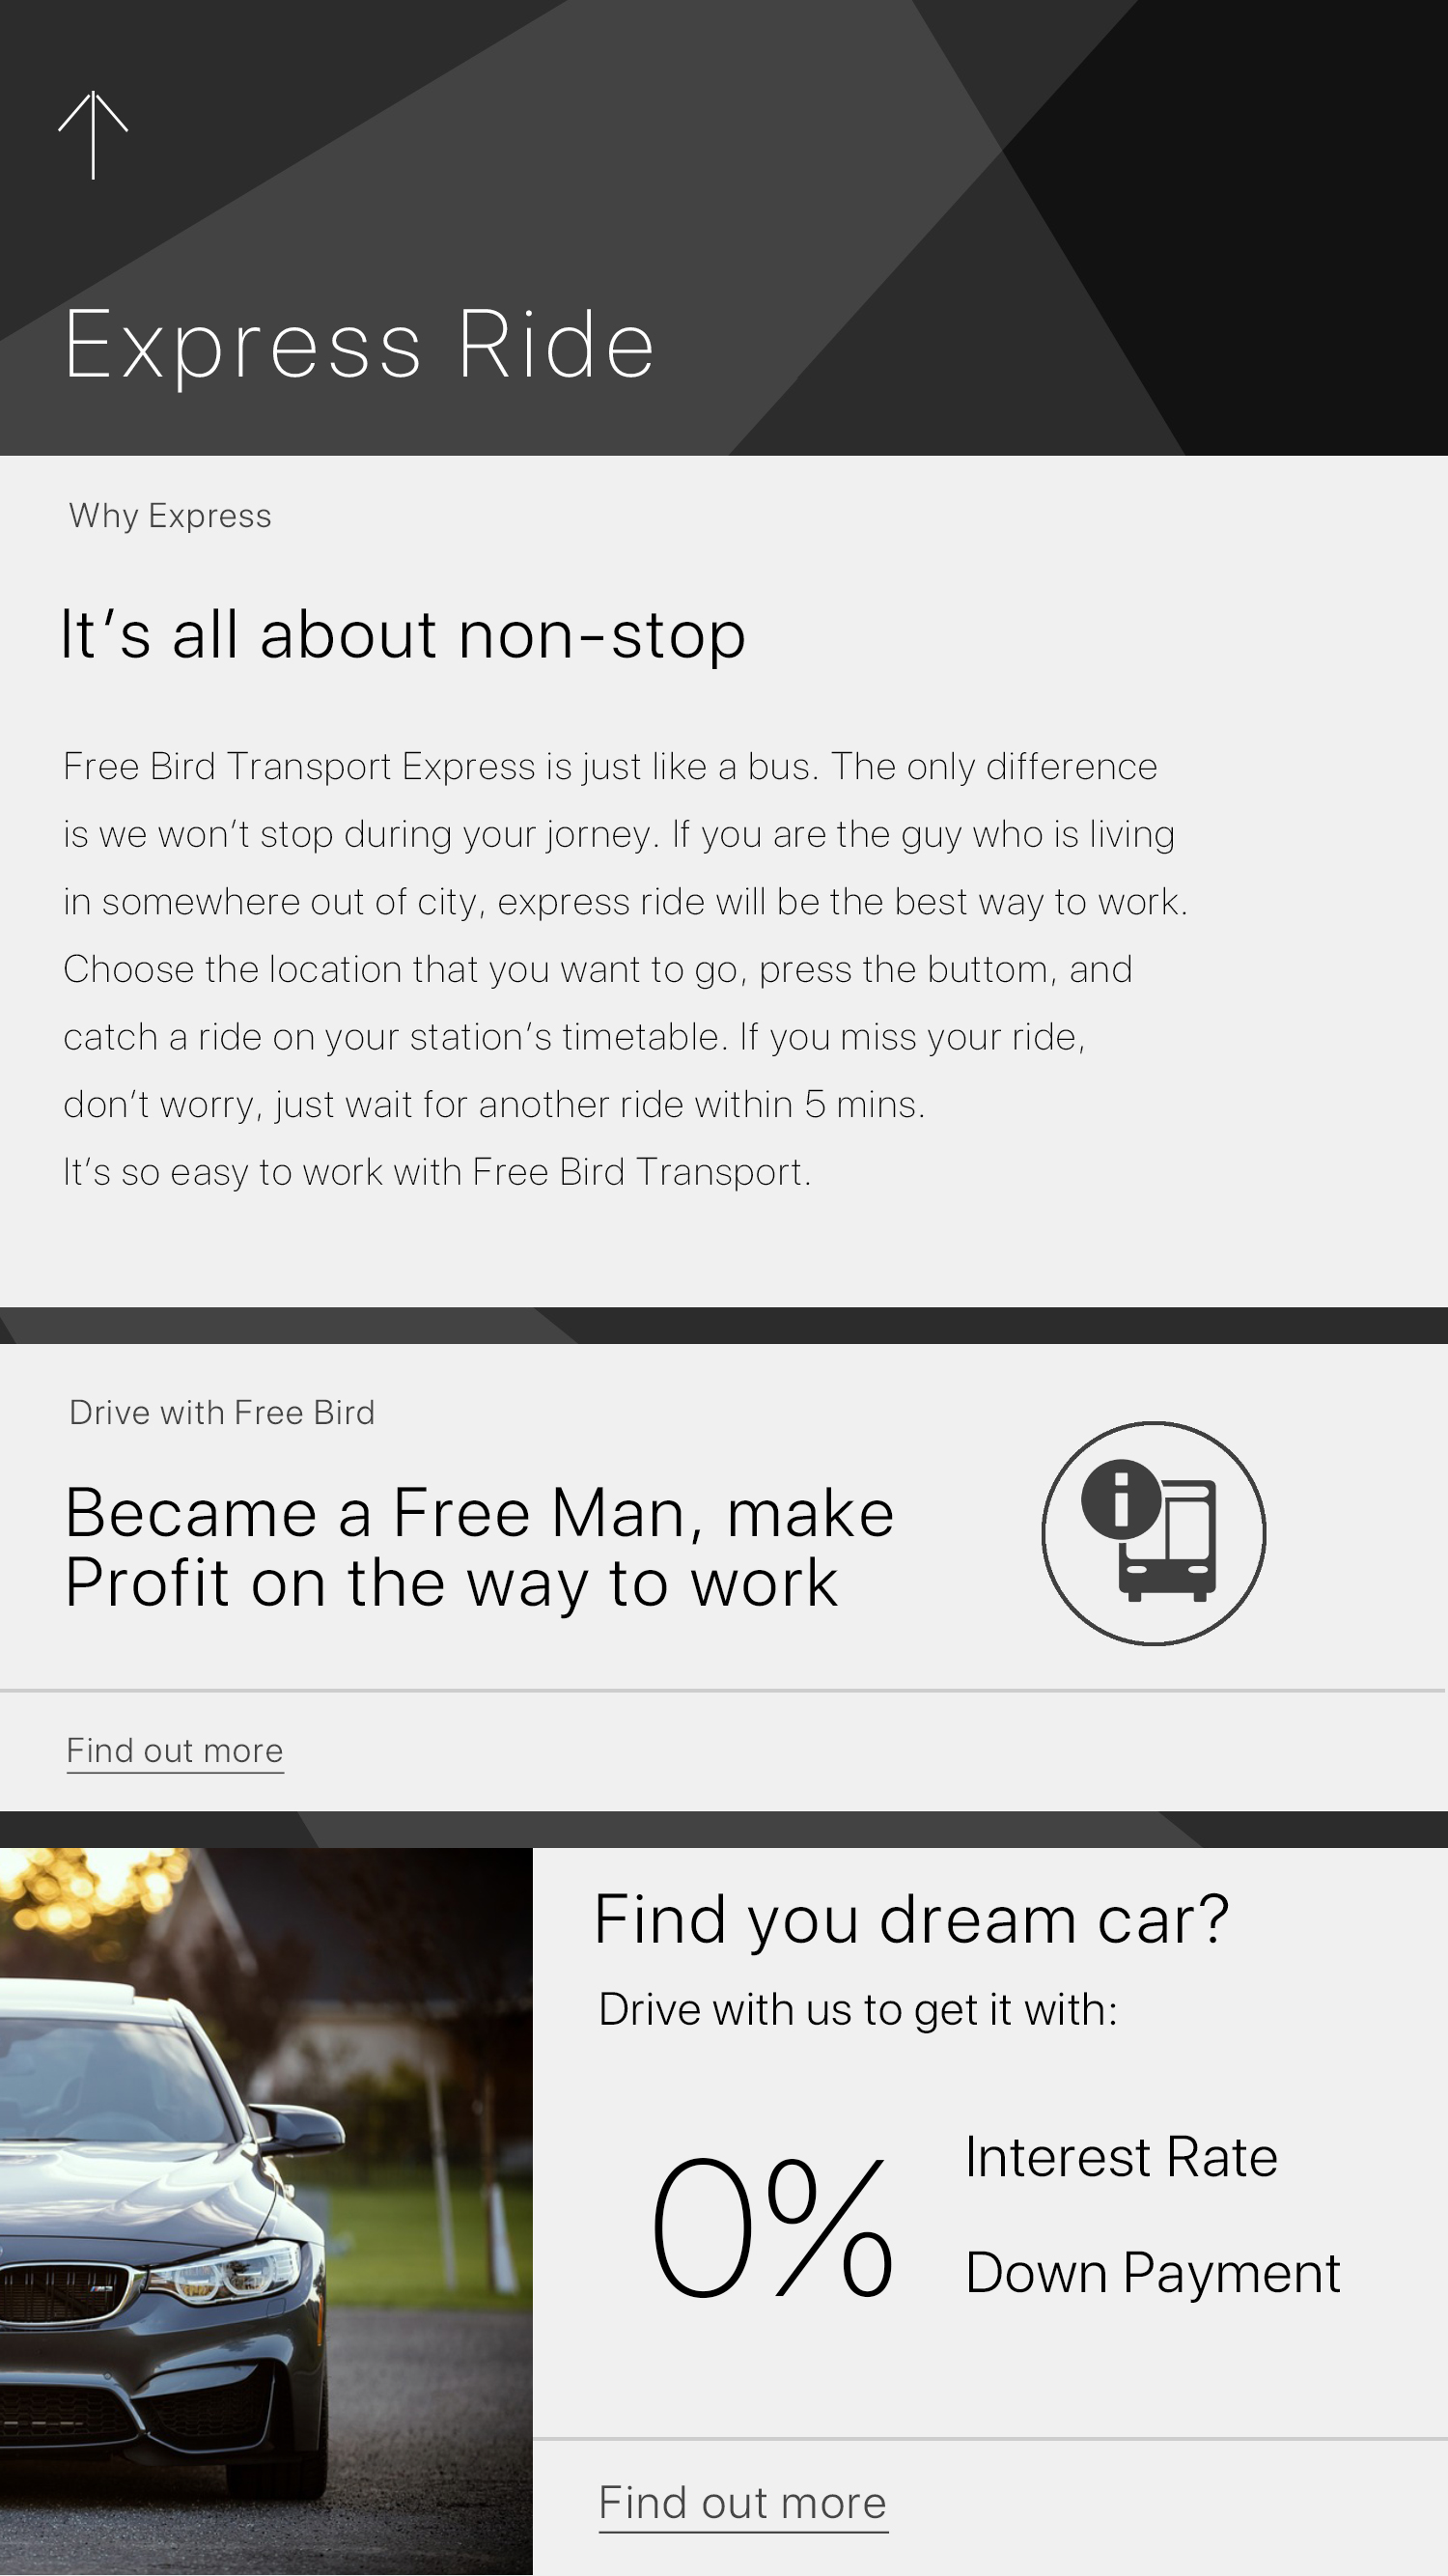 Express Ride
Why Express
It’s all about non-stop
Free Bird Transport Express is just like a bus. The only difference
is we won’t stop during your jorney. If you are the guy who is living
in somewhere out of city, express ride will be the best way to work.
Choose the location that you want to go, press the buttom, and
catch a ride on your station’s timetable. If you miss your ride,
don’t worry, just wait for another ride within 5 mins.
It’s so easy to work with Free Bird Transport.
Drive with Free Bird
Became a Free Man, make
Profit on the way to work
Find out more
Find you dream car?
Drive with us to get it with:
0%
Interest Rate
Down Payment
Find out more